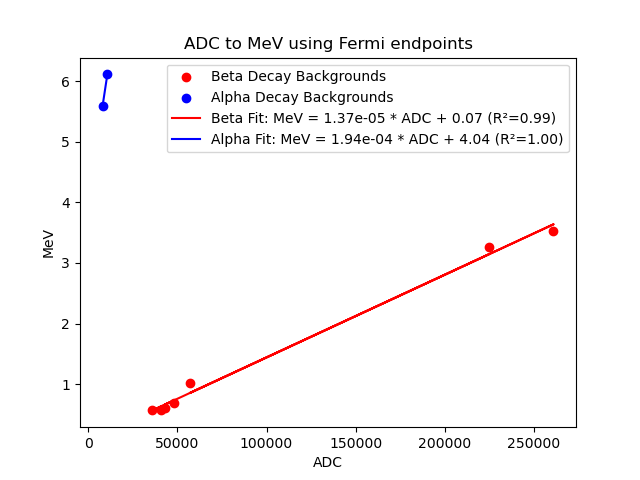 ADC to MeV using Fermi endpoints
Beta Decay Backgrounds
Alpha Decay Backgrounds
Beta Fit: MeV = 1.37e-05 * ADC + 0.07 (R²=0.99)
Alpha Fit: MeV = 1.94e-04 * ADC + 4.04 (R²=1.00)
6
5
4
3
2
1
MeV
0 50000 100000 150000 200000 250000
ADC